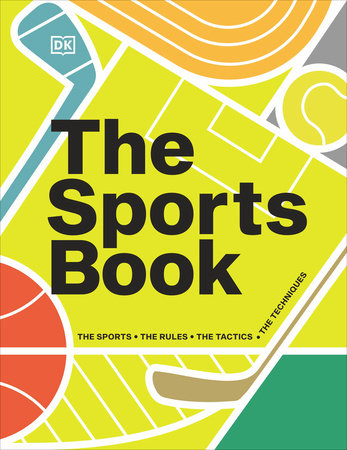 DK
The
Sports
Book
THE SPORTS • THE RULES • THE TACTICS • THE TECHNIQUES